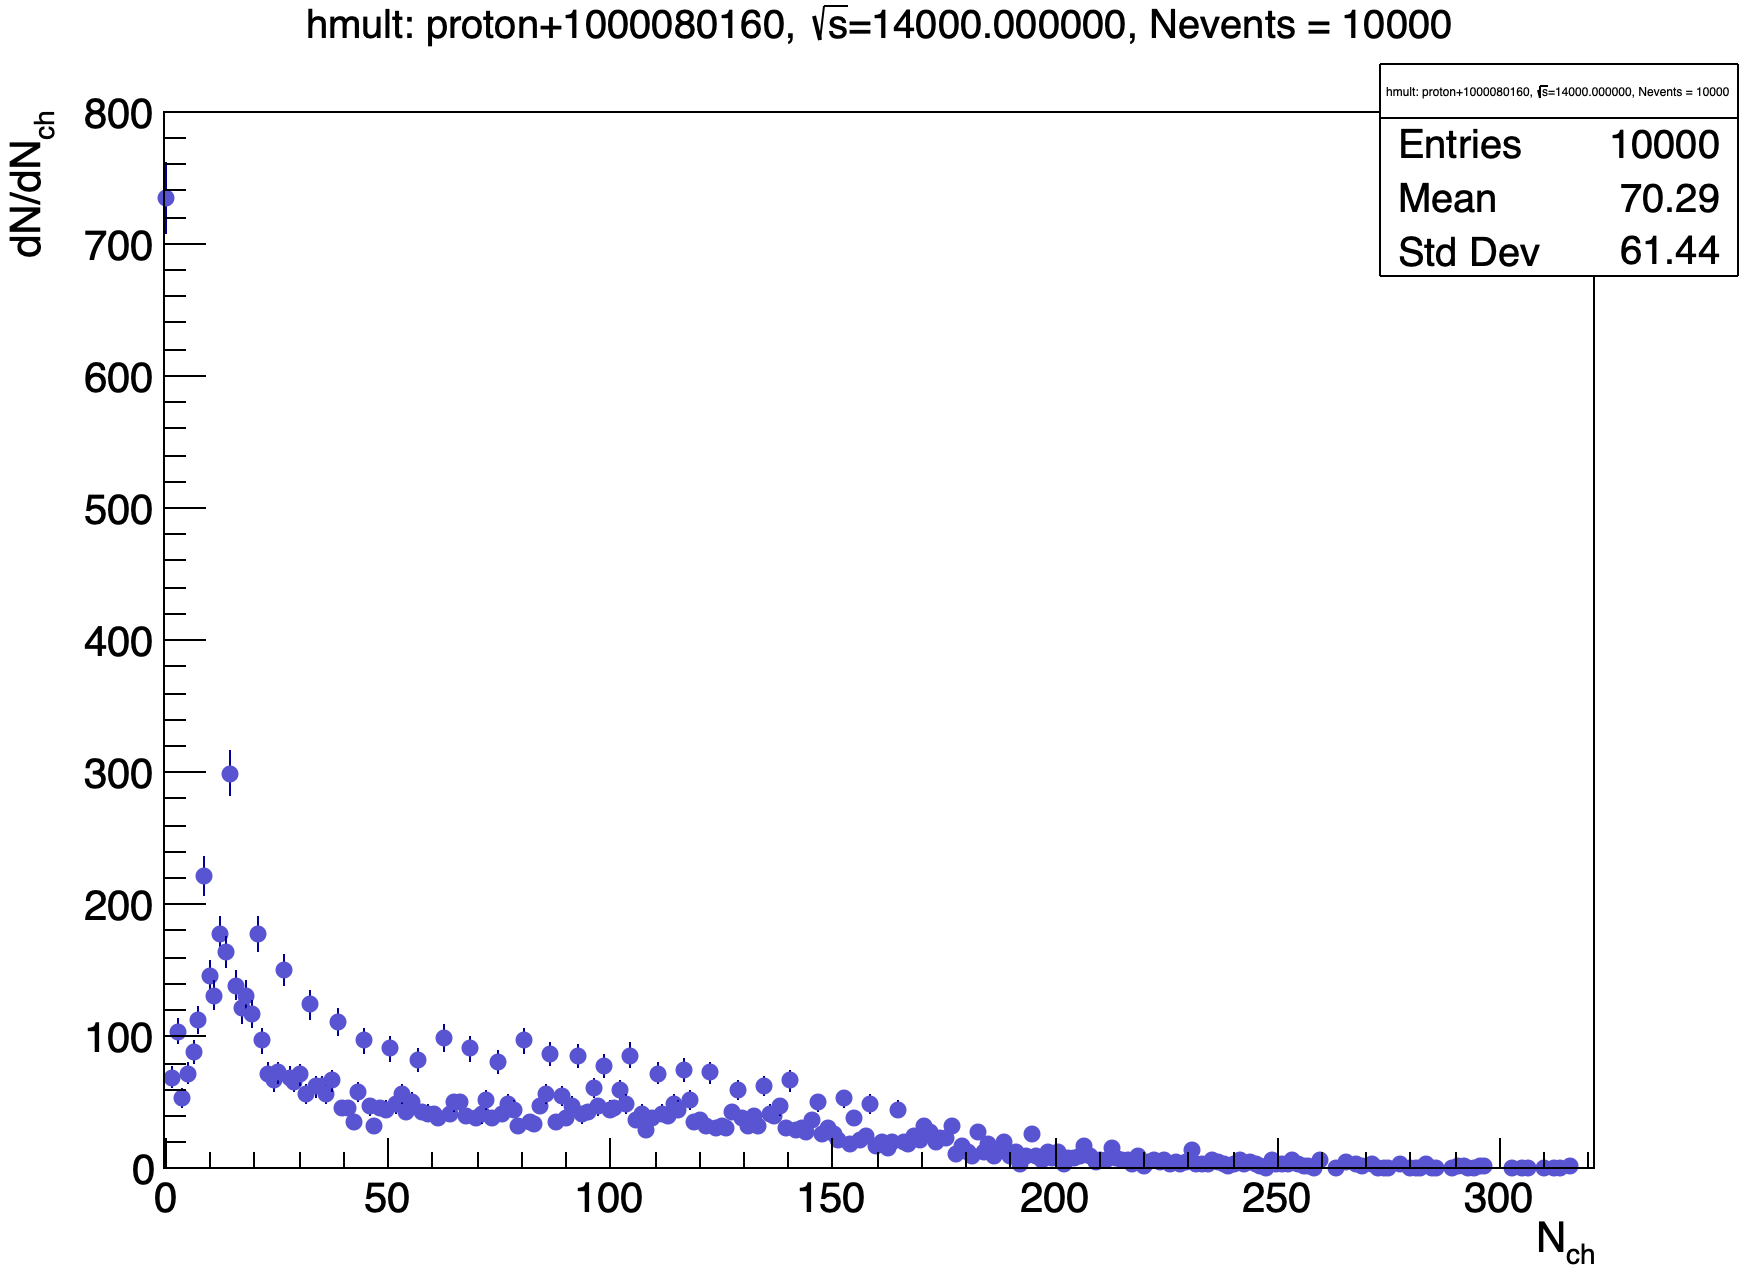 hmult: proton+1000080160, √s=14000.000000, Nevents = 10000
hmult: proton+1000080160, √s=14000.000000, Nevents = 10000
Entries 10000
Mean 70.29
Std Dev 61.44
dN/dN_ch
800
700
600
500
400
300
200
100
0
0 50 100 150 200 250 300
N_ch